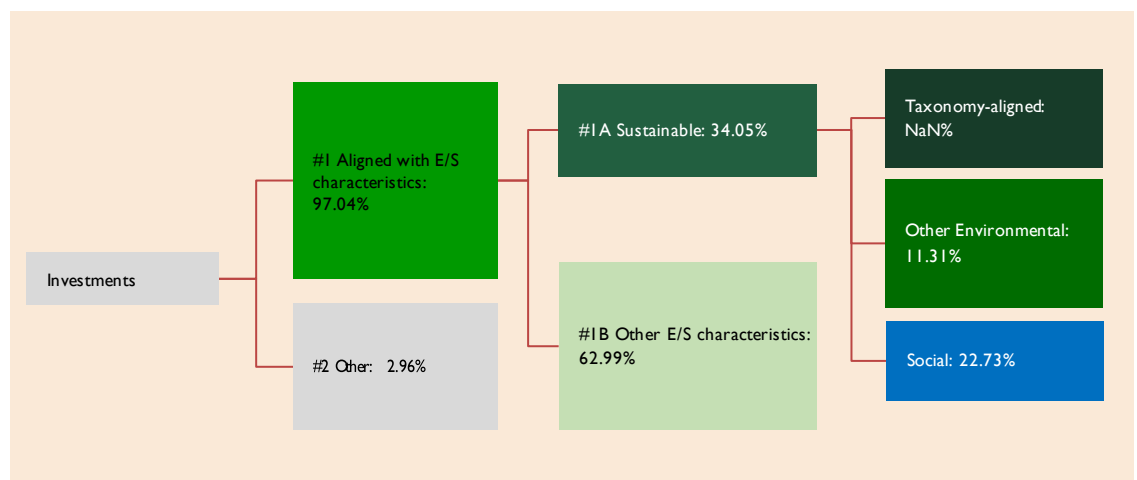 Investments
#1 Aligned with E/S
characteristics:
97.04%
#2 Other: 2.96%
#1A Sustainable: 34.05%
#1B Other E/S characteristics:
62.99%
Taxonomy-aligned:
NaN%
Other Environmental:
11.31%
Social: 22.73%